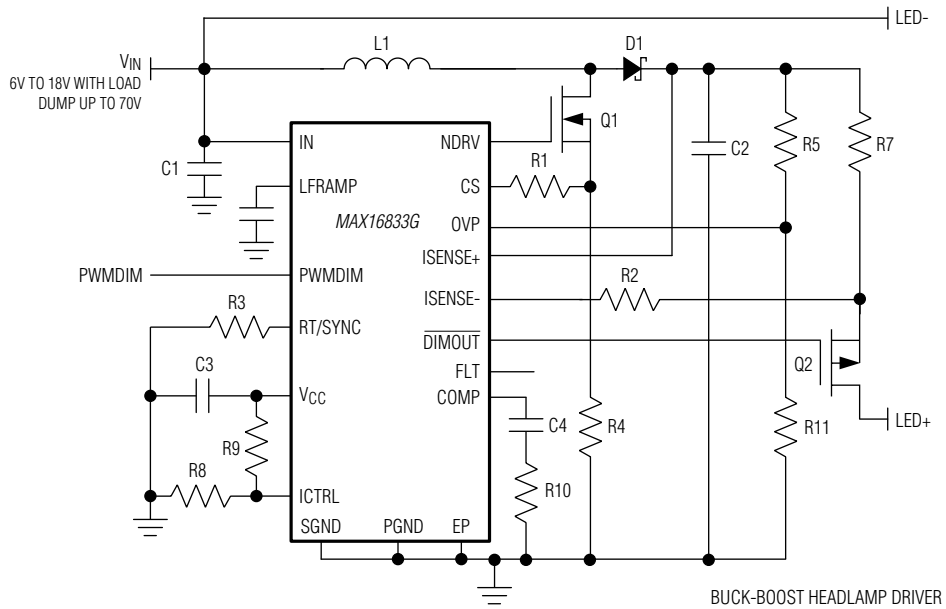 LED-
L1
D1
VIN
6V TO 18V WITH LOAD
DUMP UP TO 70V
Q1
C1
IN
NDRV
C2
R5
R7
LFRAMP
CS
R1
MAX16833G
OVP
ISENSE+
PWMDIM
PWMDIM
ISENSE-
R2
R3
RT/SYNC
DIMOUT
Q2
C3
FLT
VCC
COMP
C4
R4
R11
LED+
R9
R8
ICTRL
R10
SGND
PGND
EP
BUCK-BOOST HEADLAMP DRIVER